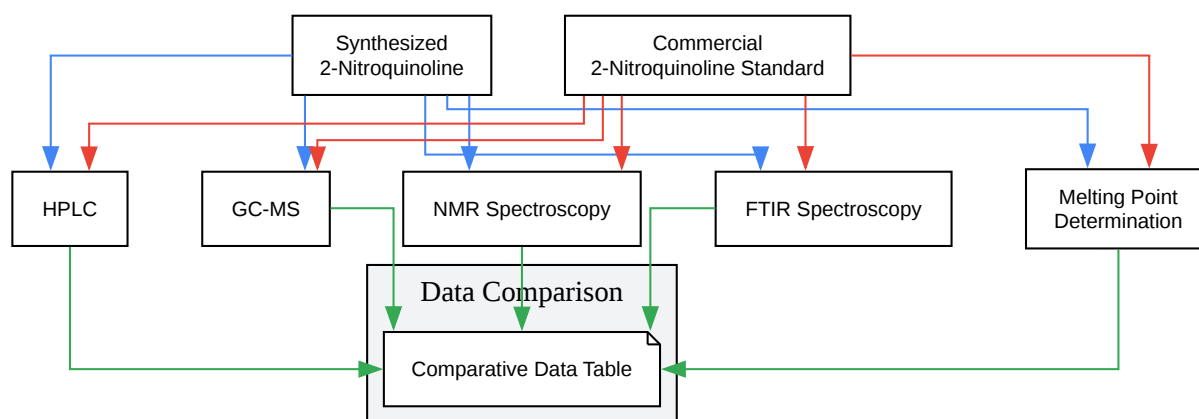 Synthesized
2-Nitroquinoline
Commercial
2-Nitroquinoline Standard
HPLC
GC-MS
NMR Spectroscopy
FTIR Spectroscopy
Melting Point
Determination
Data Comparison
Comparative Data Table